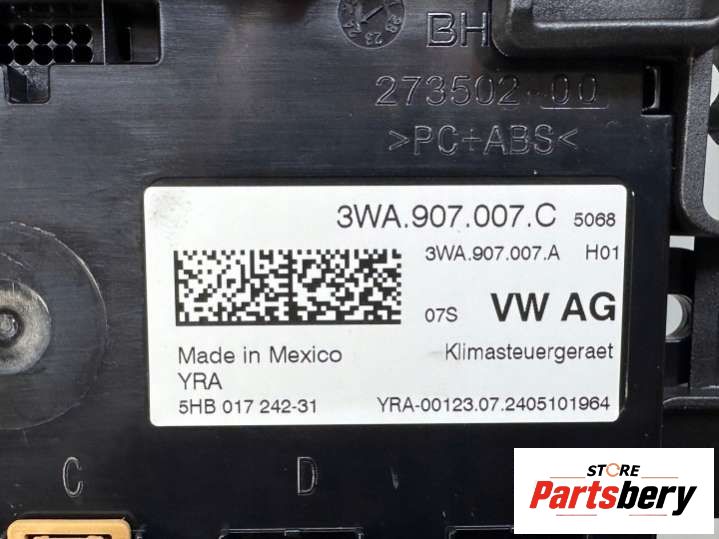 BH
273502-00
>PC+ABS<
3WA.907.007.C 5068
3WA.907.007.A H01
07S VW AG
Made in Mexico
Klimasteuergeraet
YRA
5HB 017 242-31
YRA-00123.07.2405101964
C
D
STORE
Partsbery